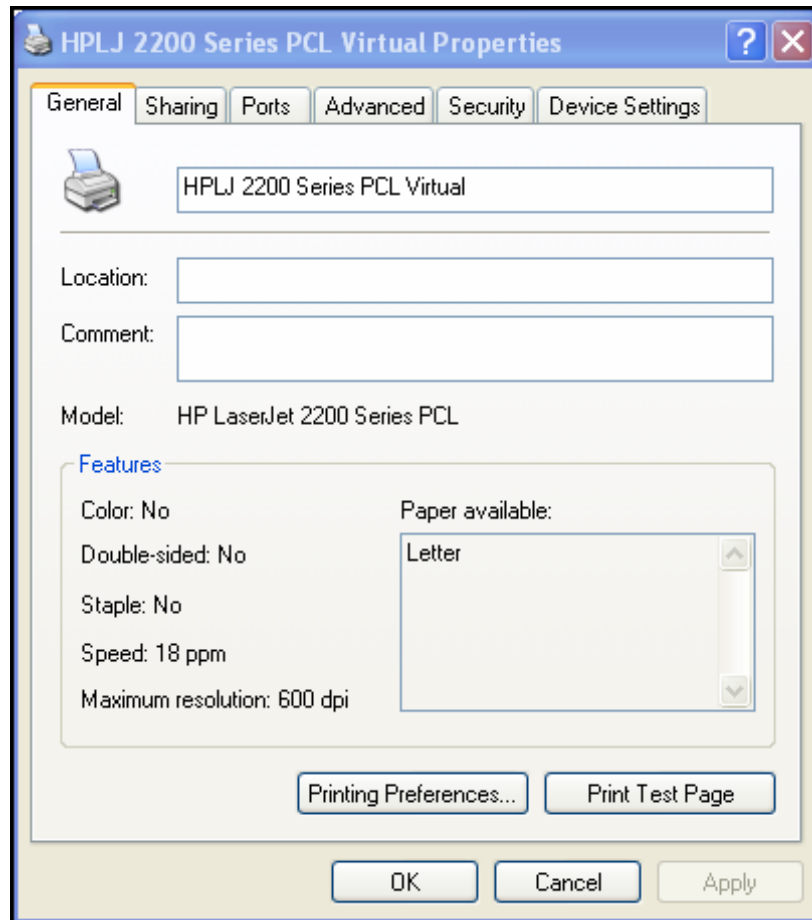 HPLJ 2200 Series PCL Virtual Properties
?
General Sharing Ports Advanced Security Device Settings
HPLJ 2200 Series PCL Virtual
Location:
Comment:
Model: HP LaserJet 2200 Series PCL
Features
Color: No
Paper available:
Double-sided: No
Letter
Staple: No
Speed: 18 ppm
Maximum resolution: 600 dpi
Printing Preferences... Print Test Page
OK Cancel Apply